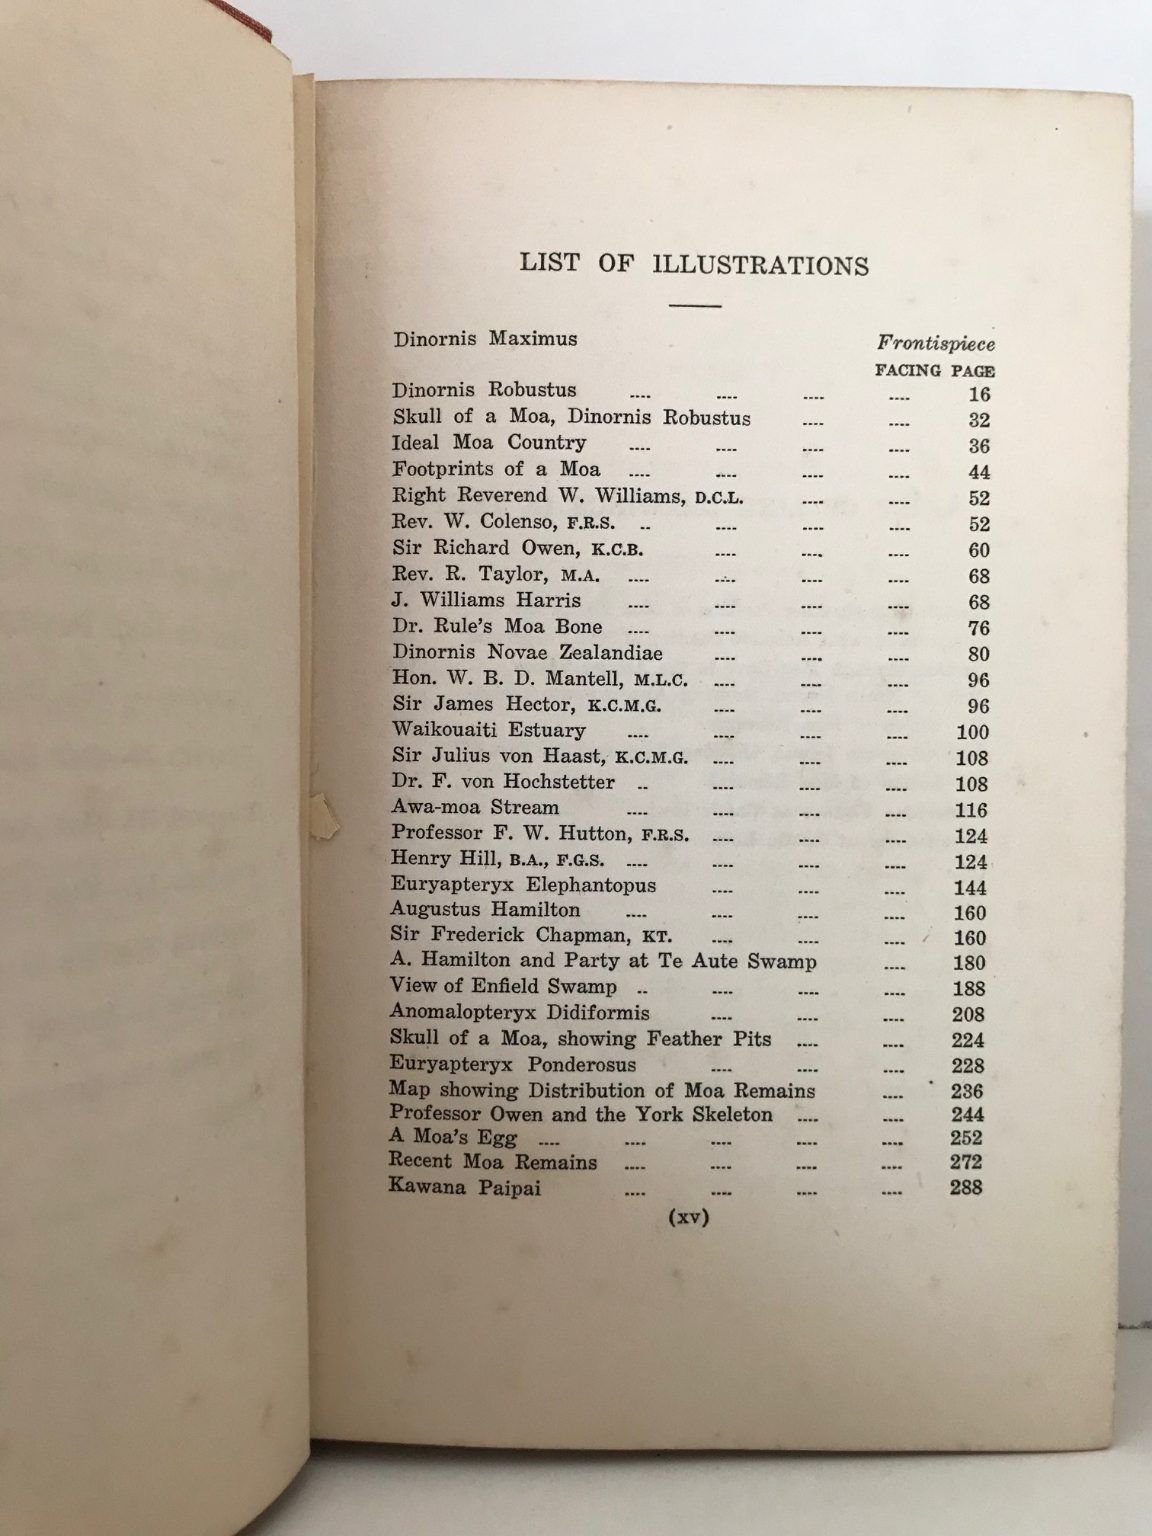 LIST OF ILLUSTRATIONS
Dinornis Maximus Frontispiece
FACING PAGE
Dinornis Robustus .... .... .... .... 16
Skull of a Moa, Dinornis Robustus .... .... 32
Ideal Moa Country .... .... .... .... 36
Footprints of a Moa .... .... .... .... 44
Right Reverend W. Williams, D.C.L. .... .... 52
Rev. W. Colenso, F.R.S. .. .... .... .... 52
Sir Richard Owen, K.C.B. .... .... .... 60
Rev. R. Taylor, M.A. .... .... .... .... 68
J. Williams Harris .... .... .... .... 68
Dr. Rule's Moa Bone .... .... .... .... 76
Dinornis Novae Zealandiae .... .... .... 80
Hon. W. B. D. Mantell, M.L.C. .... .... .... 96
Sir James Hector, K.C.M.G. .... .... .... 96
Waikouaiti Estuary .... .... .... .... 100
Sir Julius von Haast, K.C.M.G. .... .... .... 108
Dr. F. von Hochstetter .. .... .... .... 108
Awa-moa Stream .... .... .... .... 116
Professor F. W. Hutton, F.R.S. .... .... .... 124
Henry Hill, B.A., F.G.S. .... .... .... .... 124
Euryapteryx Elephantopus .... .... .... 144
Augustus Hamilton .... .... .... .... 160
Sir Frederick Chapman, KT. .... .... .... 160
A. Hamilton and Party at Te Aute Swamp .... 180
View of Enfield Swamp .. .... .... .... 188
Anomalopteryx Didiformis .... .... .... 208
Skull of a Moa, showing Feather Pits .... .... 224
Euryapteryx Ponderosus .... .... .... 228
Map showing Distribution of Moa Remains .... 236
Professor Owen and the York Skeleton .... .... 244
A Moa's Egg .... .... .... .... .... 252
Recent Moa Remains .... .... .... .... 272
Kawana Paipai .... .... .... .... 288
(xv)